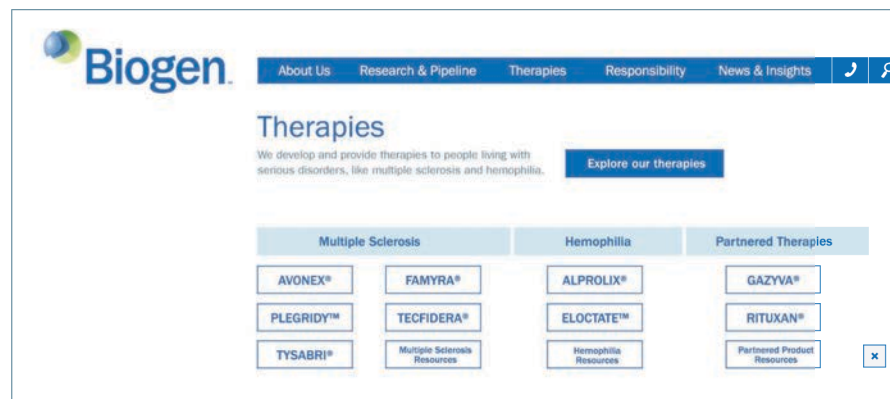 Biogen™
About Us Research & Pipeline Therapies Responsibility News & Insights
Therapies
We develop and provide therapies to people living with
serious disorders, like multiple sclerosis and hemophilia.
Explore our therapies
Multiple Sclerosis Hemophilia Partnered Therapies
AVONEX® FAMYRA® ALPROLIX® GAZYVA®
PLEGRIDY™ TECFIDERA® ELOCTATE™ RITUXAN®
TYSABRI® Multiple Sclerosis
Resources
Hemophilia
Resources
Partnered Product
Resources